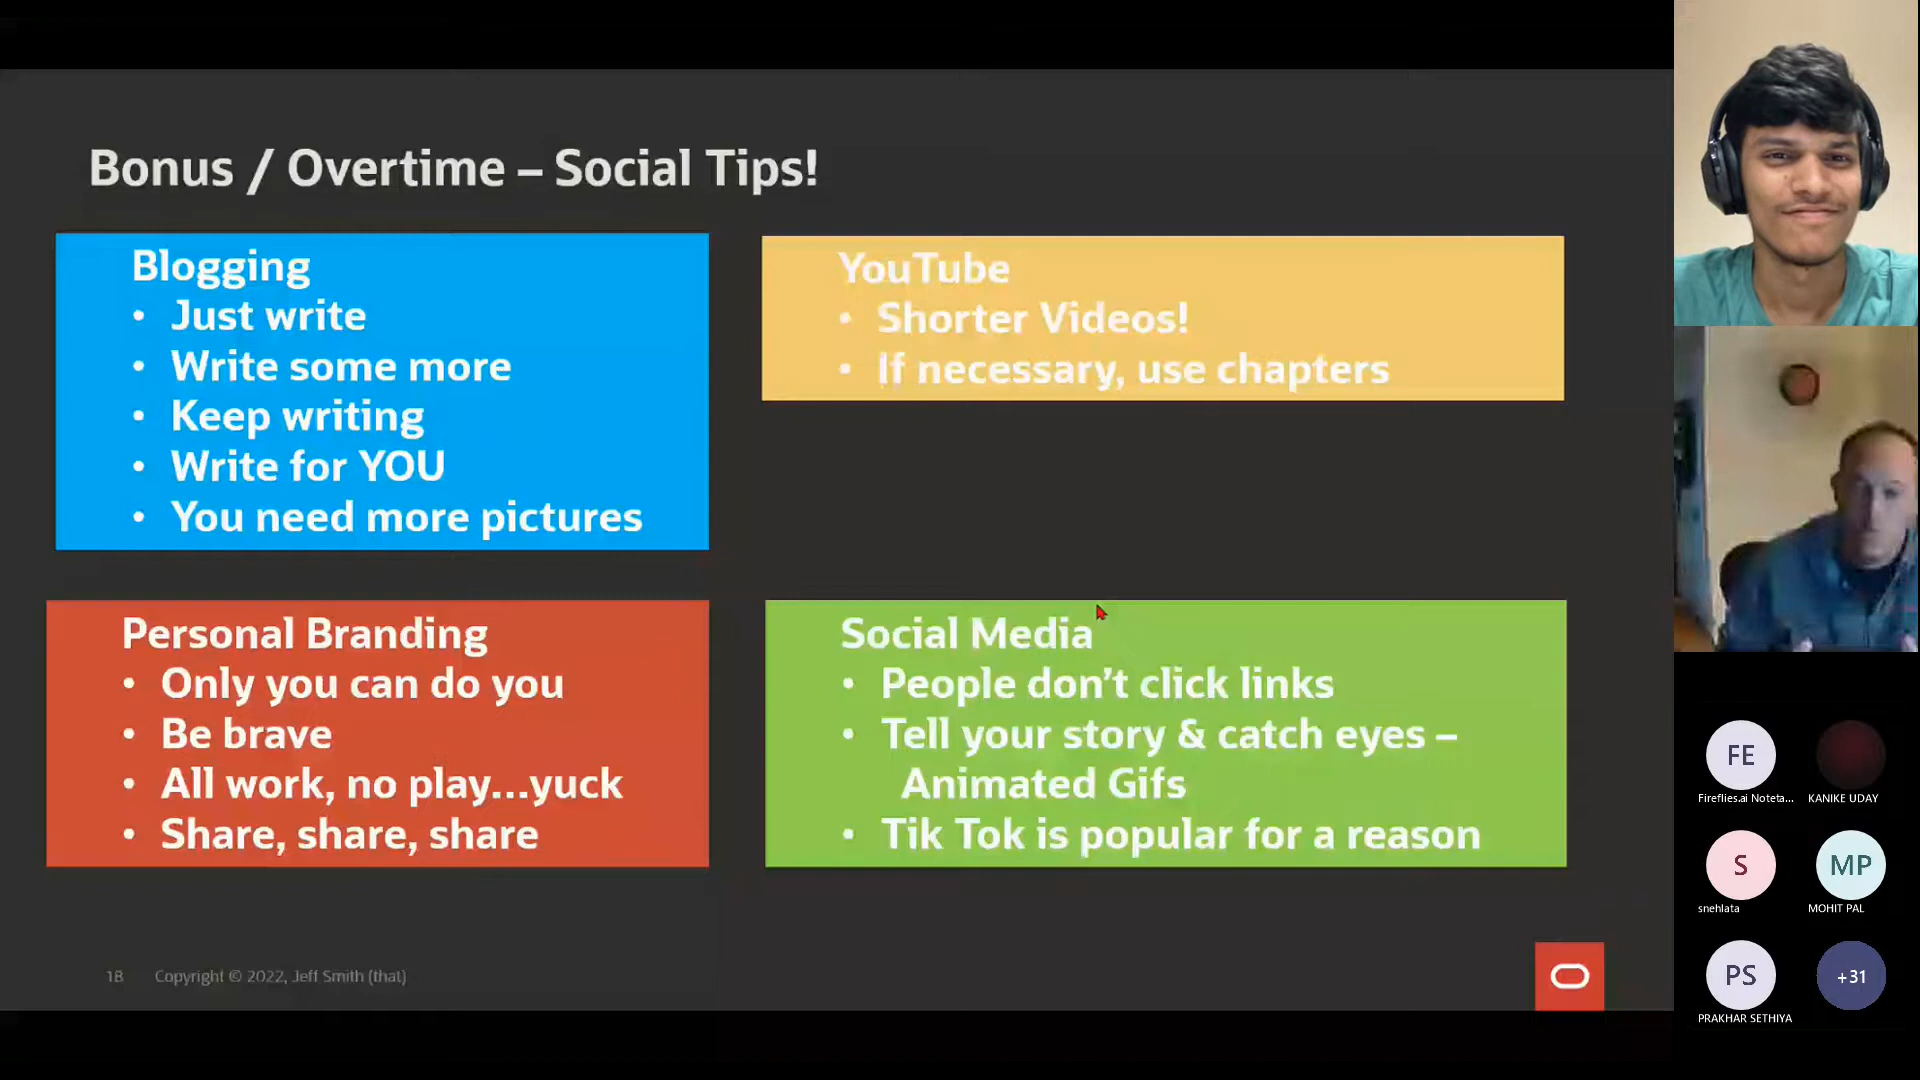 Bonus / Overtime – Social Tips!
Blogging
• Just write
• Write some more
• Keep writing
• Write for YOU
• You need more pictures
YouTube
• Shorter Videos!
• If necessary, use chapters
Personal Branding
• Only you can do you
• Be brave
• All work, no play...yuck
• Share, share, share
Social Media
• People don't click links
• Tell your story & catch eyes –
Animated Gifs
• Tik Tok is popular for a reason
18 Copyright © 2022, Jeff Smith (that)
FE
Fireflies.ai Noteta...
KANIKE UDAY
S
snehlata
MP
MOHIT PAL
PS
PRAKHAR SETHIYA
+31